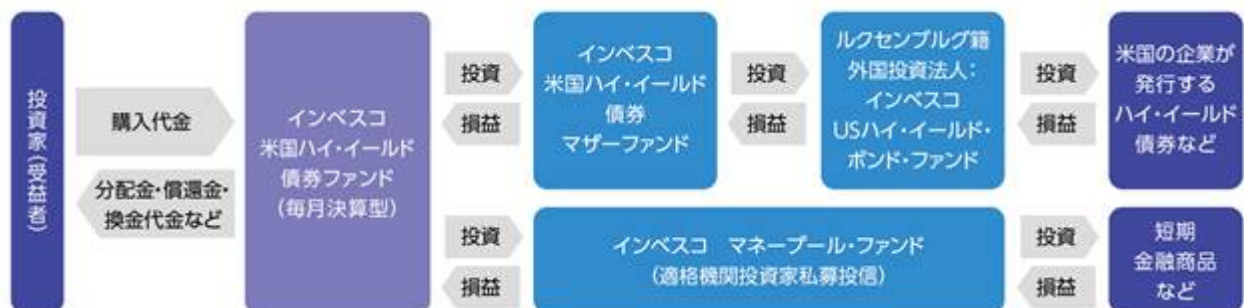 投資家(受益者)
購入代金
分配金・償還金・
換金代金など
インベスコ
米国ハイ・イールド
債券ファンド
(毎月決算型)
投資
損益
インベスコ
米国ハイ・イールド
債券
マザーファンド
投資
損益
ルクセンブルグ籍
外国投資法人:
インベスコ
USハイ・イールド・
ボンド・ファンド
投資
損益
米国の企業が
発行する
ハイ・イールド
債券など
投資
損益
インベスコ マネープール・ファンド
(適格機関投資家私募投信)
投資
損益
短期
金融商品
など